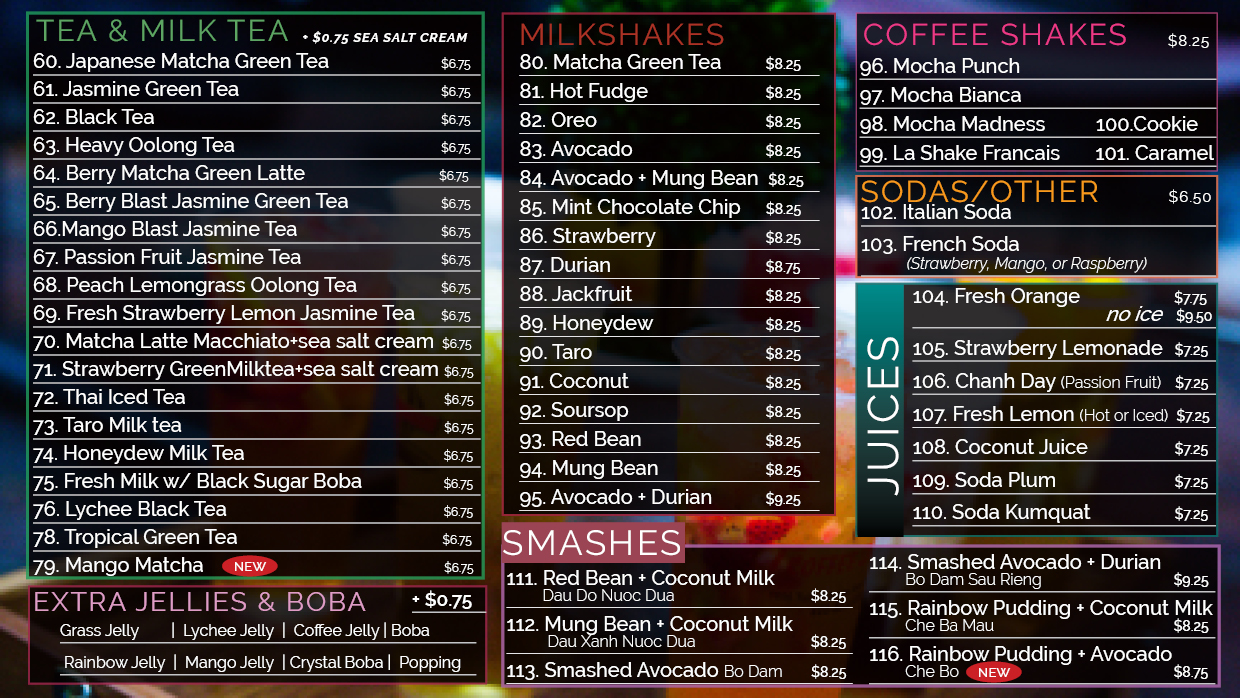 TEA & MILK TEA + $0.75 SEA SALT CREAM
60. Japanese Matcha Green Tea $6.75
61. Jasmine Green Tea $6.75
62. Black Tea $6.75
63. Heavy Oolong Tea $6.75
64. Berry Matcha Green Latte $6.75
65. Berry Blast Jasmine Green Tea $6.75
66.Mango Blast Jasmine Tea $6.75
67. Passion Fruit Jasmine Tea $6.75
68. Peach Lemongrass Oolong Tea $6.75
69. Fresh Strawberry Lemon Jasmine Tea $6.75
70. Matcha Latte Macchiato+sea salt cream $6.75
71. Strawberry GreenMilktea+sea salt cream $6.75
72. Thai Iced Tea $6.75
73. Taro Milk tea $6.75
74. Honeydew Milk Tea $6.75
75. Fresh Milk w/ Black Sugar Boba $6.75
76. Lychee Black Tea $6.75
78. Tropical Green Tea $6.75
79. Mango Matcha NEW $6.75
EXTRA JELLIES & BOBA + $0.75
Grass Jelly | Lychee Jelly | Coffee Jelly | Boba
Rainbow Jelly | Mango Jelly | Crystal Boba | Popping
MILKSHAKES
80. Matcha Green Tea $8.25
81. Hot Fudge $8.25
82. Oreo $8.25
83. Avocado $8.25
84. Avocado + Mung Bean $8.25
85. Mint Chocolate Chip $8.25
86. Strawberry $8.25
87. Durian $8.75
88. Jackfruit $8.25
89. Honeydew $8.25
90. Taro $8.25
91. Coconut $8.25
92. Soursop $8.25
93. Red Bean $8.25
94. Mung Bean $8.25
95. Avocado + Durian $9.25
COFFEE SHAKES $8.25
96. Mocha Punch
97. Mocha Bianca
98. Mocha Madness 100.Cookie
99. La Shake Francais 101. Caramel
SODAS/OTHER $6.50
102. Italian Soda
103. French Soda
(Strawberry, Mango, or Raspberry)
JUICES
104. Fresh Orange $7.75
no ice $9.50
105. Strawberry Lemonade $7.25
106. Chanh Day (Passion Fruit) $7.25
107. Fresh Lemon (Hot or Iced) $7.25
108. Coconut Juice $7.25
109. Soda Plum $7.25
110. Soda Kumquat $7.25
SMASHES
111. Red Bean + Coconut Milk
Dau Do Nuoc Dua $8.25
112. Mung Bean + Coconut Milk
Dau Xanh Nuoc Dua $8.25
113. Smashed Avocado Bo Dam $8.25
114. Smashed Avocado + Durian
Bo Dam Sau Rieng $9.25
115. Rainbow Pudding + Coconut Milk
Che Ba Mau $8.25
116. Rainbow Pudding + Avocado
Che Bo NEW $8.75